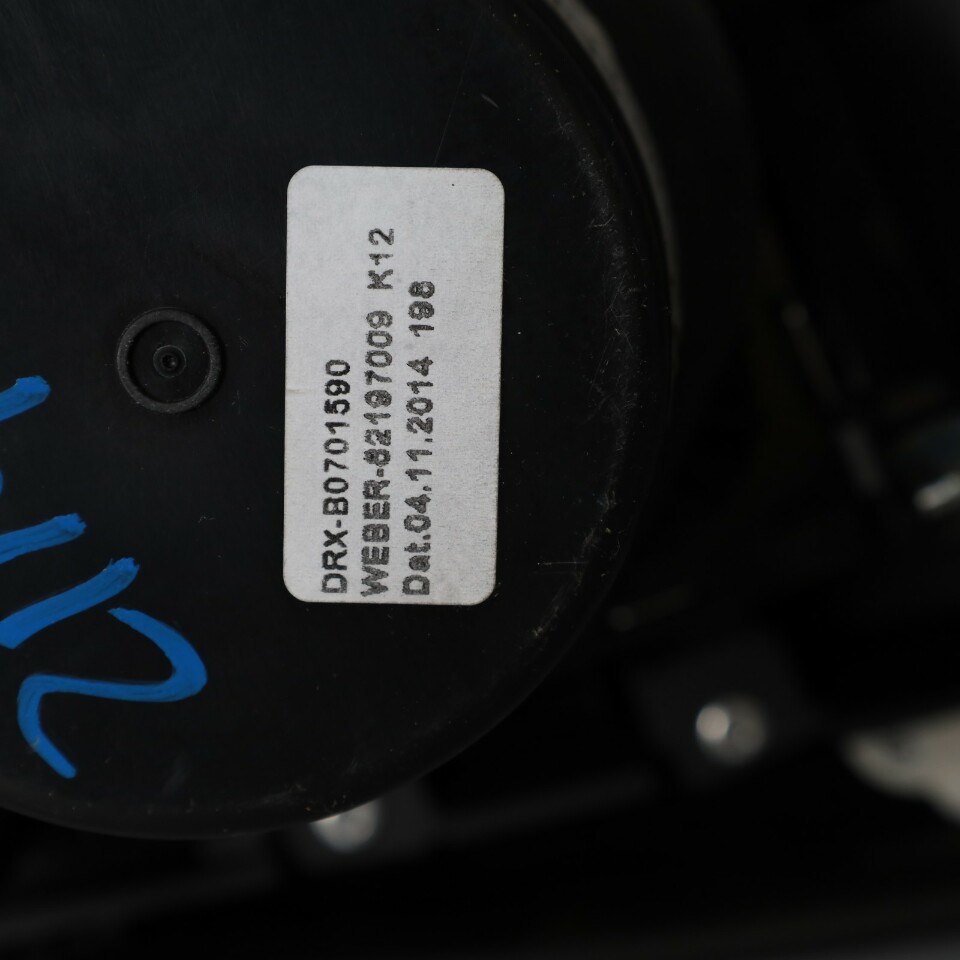 DRX-B0701590
WEBER-82197009 K12
Dat.04.11.2014 198